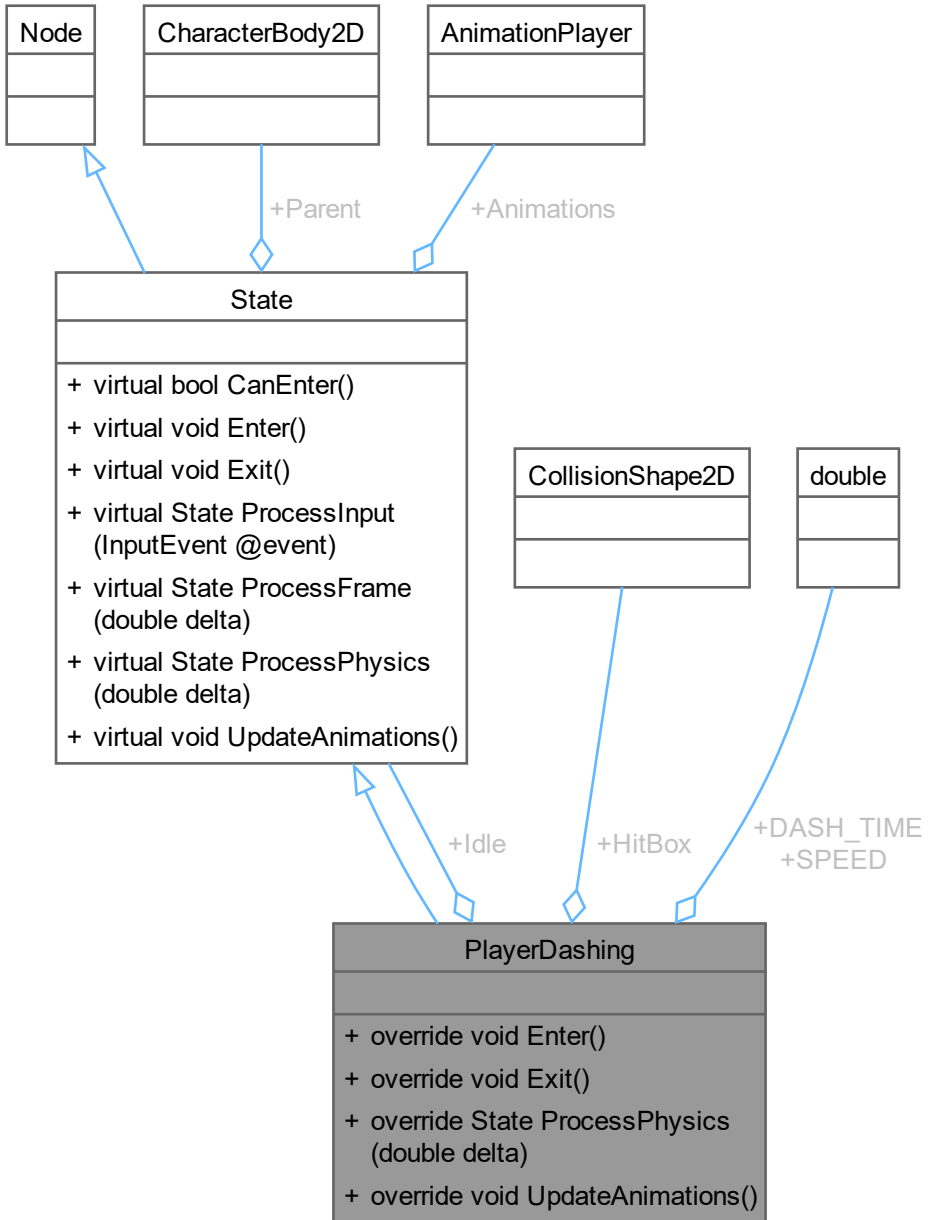 Node
CharacterBody2D
AnimationPlayer
+Parent
+Animations
State
+ virtual bool CanEnter()
+ virtual void Enter()
+ virtual void Exit()
+ virtual State ProcessInput
(InputEvent @event)
+ virtual State ProcessFrame
(double delta)
+ virtual State ProcessPhysics
(double delta)
+ virtual void UpdateAnimations()
CollisionShape2D
double
+Idle
+HitBox
+DASH_TIME
+SPEED
PlayerDashing
+ override void Enter()
+ override void Exit()
+ override State ProcessPhysics
(double delta)
+ override void UpdateAnimations()